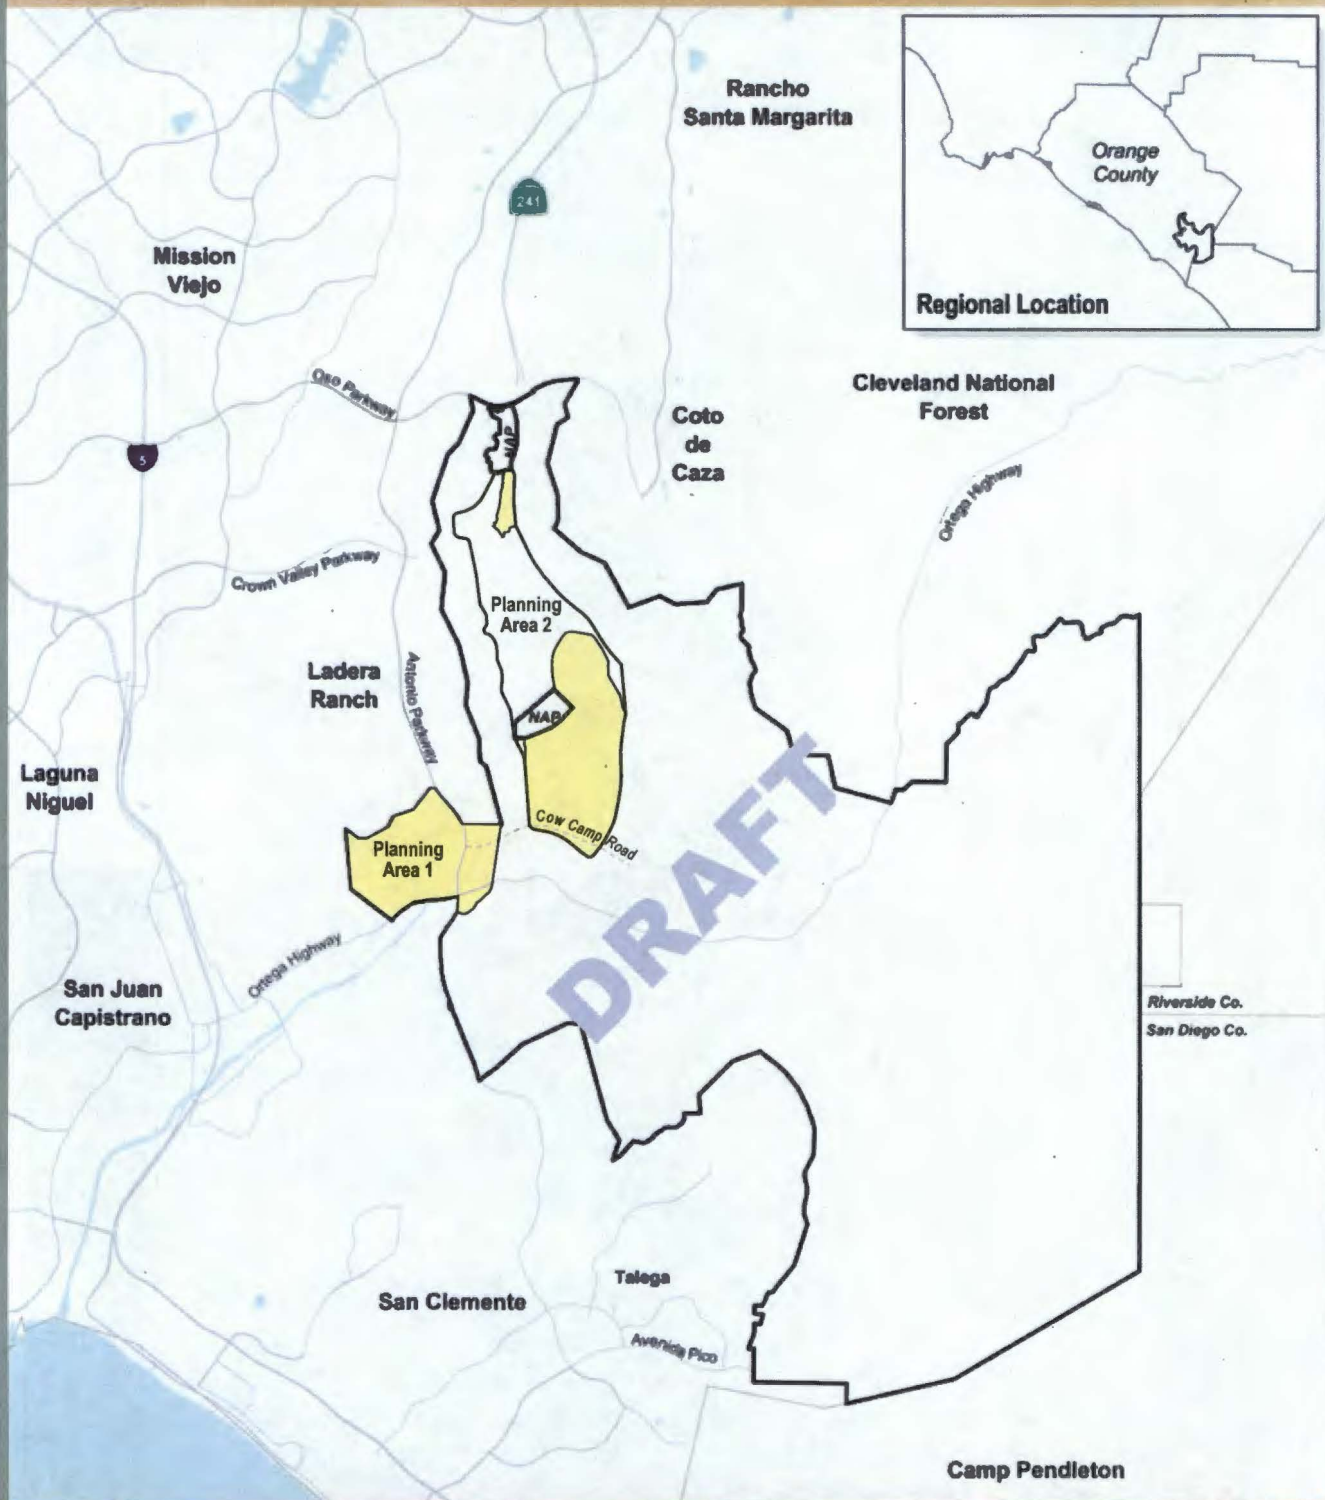 Rancho
Santa Margarita
Orange
County
Regional Location
241
Mission
Viejo
Cleveland National
Forest
Oso Parkway
Coto
de
Caza
NAP
5
Ortega Highway
Crown Valley Parkway
Planning
Area 2
Ladera
Ranch
Antonio Parkway
NAP
Laguna
Niguel
Cow Camp Road
Planning
Area 1
DRAFT
Ortega Highway
San Juan
Capistrano
Riverside Co.
San Diego Co.
Talega
San Clemente
Avenida Pico
Camp Pendleton